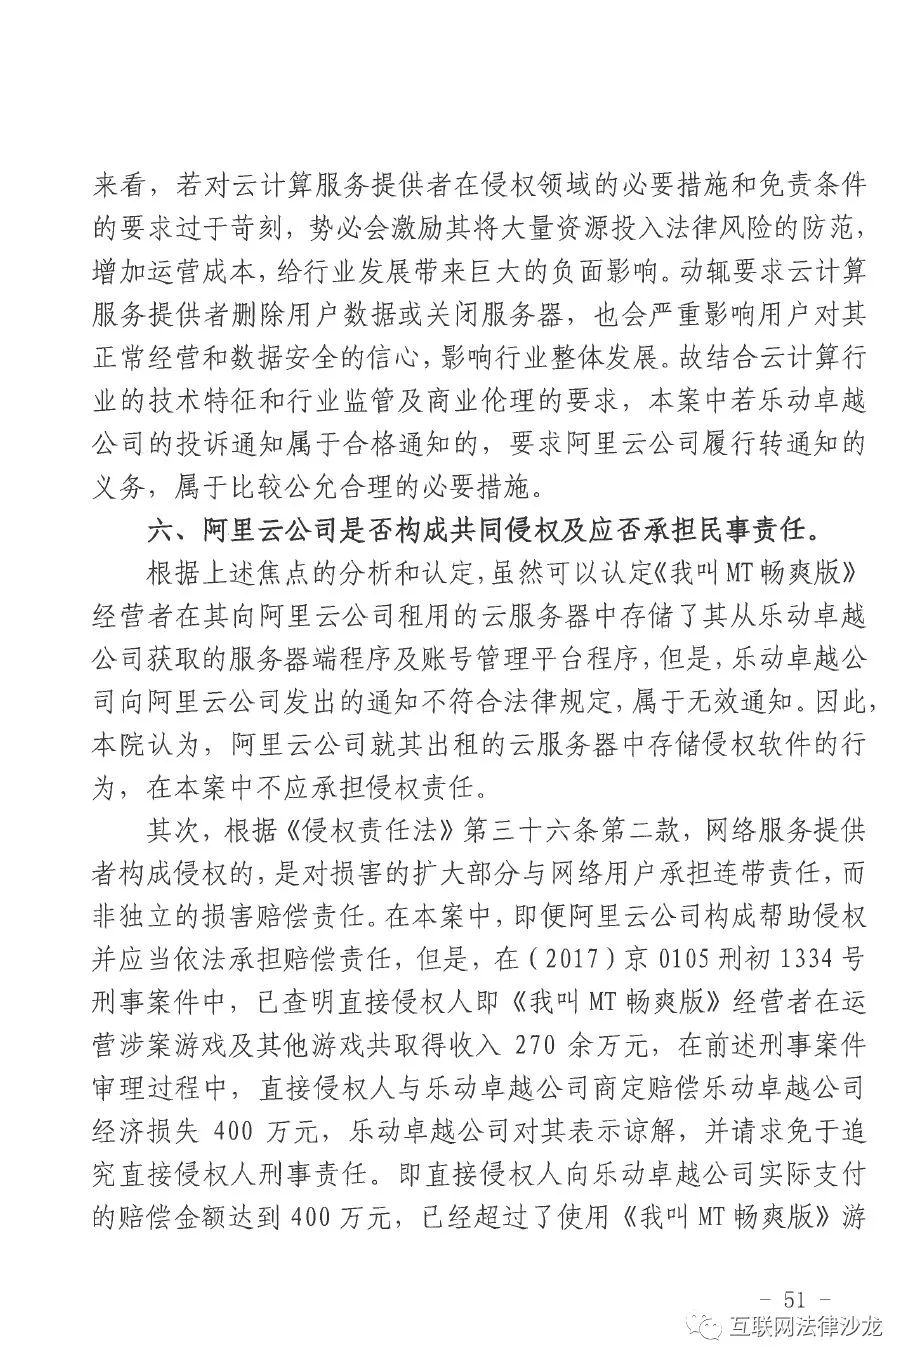 来看，若对云计算服务提供者在侵权领域的必要措施和免责条件
的要求过于苛刻，势必会激励其将大量资源投入法律风险的防范，
增加运营成本，给行业发展带来巨大的负面影响。动辄要求云计算
服务提供者删除用户数据或关闭服务器，也会严重影响用户对其
正常经营和数据安全的信心，影响行业整体发展。故结合云计算行
业的技术特征和行业监管及商业伦理的要求，本案中若乐动卓越
公司的投诉通知属于合格通知的，要求阿里云公司履行转通知的
义务，属于比较公允合理的必要措施。
六、阿里云公司是否构成共同侵权及应否承担民事责任。
根据上述焦点的分析和认定，虽然可以认定《我叫MT畅爽版》
经营者在其向阿里云公司租用的云服务器中存储了其从乐动卓越
公司获取的服务器端程序及账号管理平台程序，但是，乐动卓越公
司向阿里云公司发出的通知不符合法律规定，属于无效通知。因此，
本院认为，阿里云公司就其出租的云服务器中存储侵权软件的行
为，在本案中不应承担侵权责任。
其次，根据《侵权责任法》第三十六条第二款，网络服务提供
者构成侵权的，是对损害的扩大部分与网络用户承担连带责任，而
非独立的损害赔偿责任。在本案中，即便阿里云公司构成帮助侵权
并应当依法承担赔偿责任，但是，在（2017）京0105刑初1334号
刑事案件中，已查明直接侵权人即《我叫MT畅爽版》经营者在运
营涉案游戏及其他游戏共取得收入 270 余万元，在前述刑事案件
审理过程中，直接侵权人与乐动卓越公司商定赔偿乐动卓越公司
经济损失 400 万元，乐动卓越公司对其表示谅解，并请求免于追
究直接侵权人刑事责任。即直接侵权人向乐动卓越公司实际支付
的赔偿金额达到400万元，已经超过了使用《我叫MT畅爽版》游
- 51 -
互联网法律沙龙